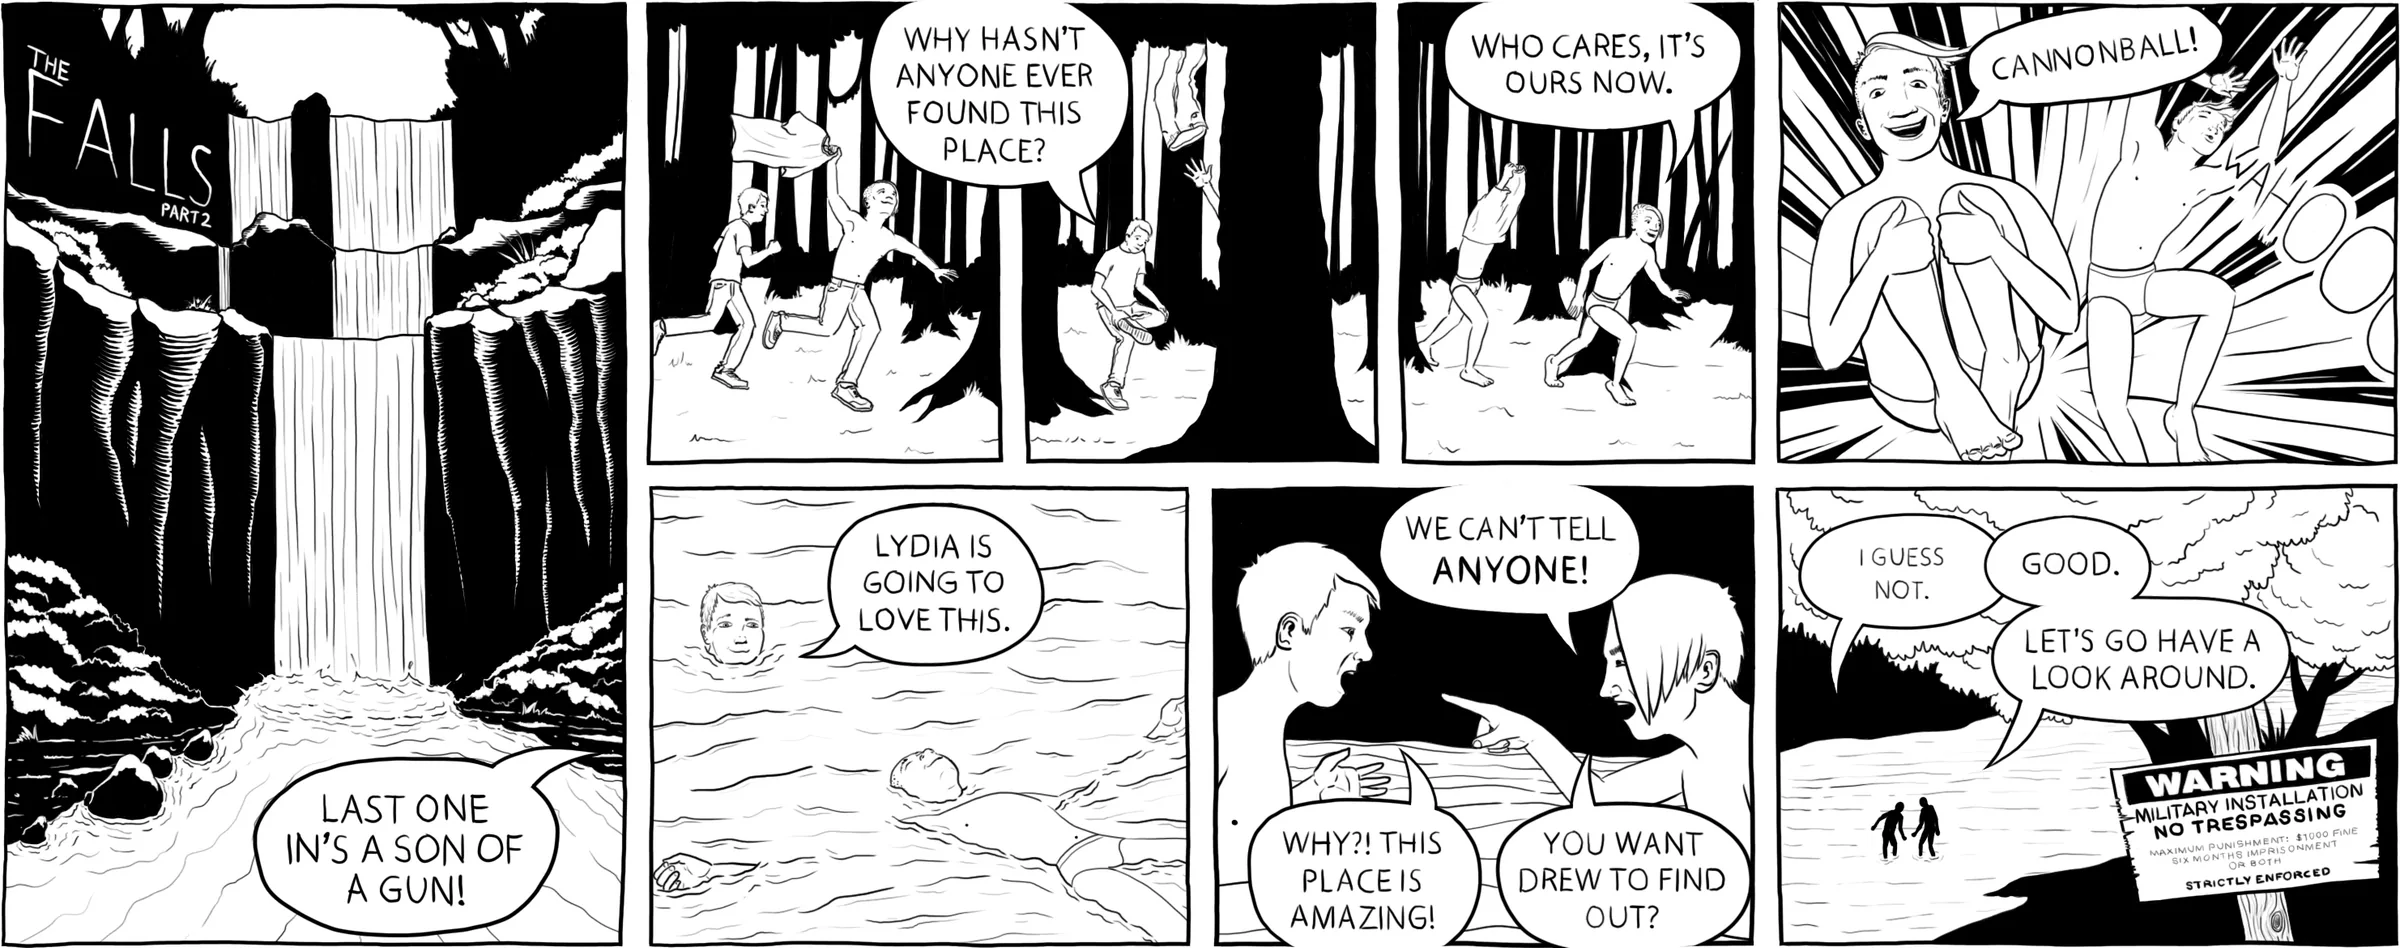 THE
FALLS
PART 2
LAST ONE
IN'S A SON OF
A GUN!
WHY HASN'T
ANYONE EVER
FOUND THIS
PLACE?
WHO CARES, IT'S
OURS NOW.
CANNONBALL!
LYDIA IS
GOING TO
LOVE THIS.
WE CAN'T TELL
ANYONE!
WHY?! THIS
PLACE IS
AMAZING!
YOU WANT
DREW TO FIND
OUT?
I GUESS
NOT.
GOOD.
LET'S GO HAVE A
LOOK AROUND.
WARNING
MILITARY INSTALLATION
NO TRESPASSING
MAXIMUM PUNISHMENT: $1000 FINE
SIX MONTHS IMPRISONMENT
OR BOTH
STRICTLY ENFORCED